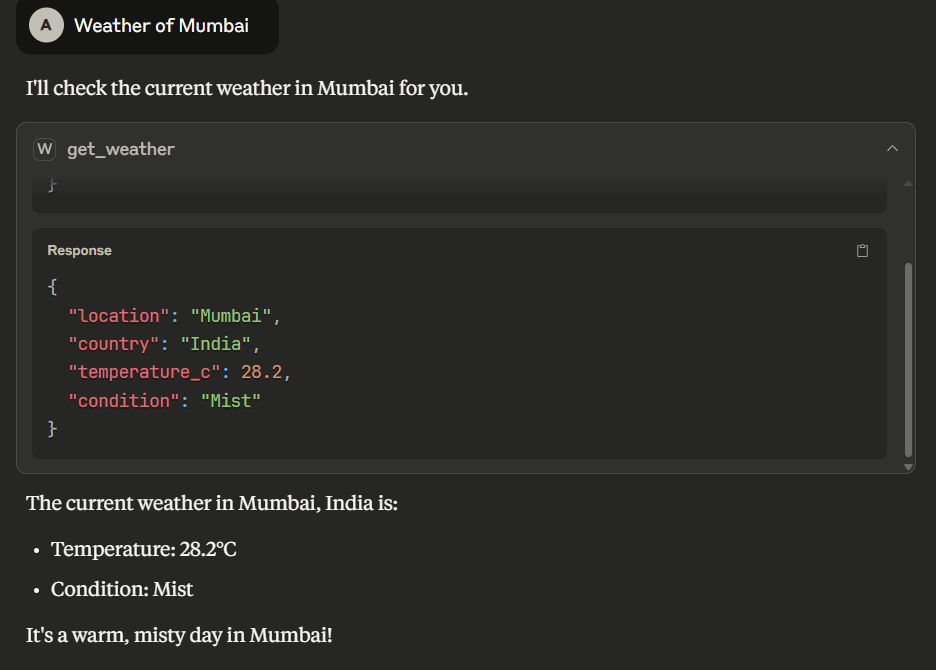 A Weather of Mumbai
I'll check the current weather in Mumbai for you.
W get_weather
}
Response
{
"location": "Mumbai",
"country": "India",
"temperature_c": 28.2,
"condition": "Mist"
}
The current weather in Mumbai, India is:
• Temperature: 28.2°C
• Condition: Mist
It's a warm, misty day in Mumbai!